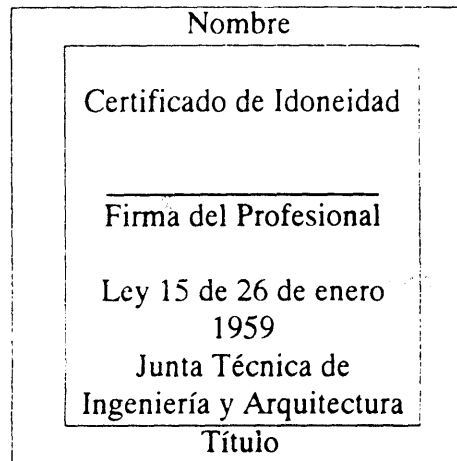 Nombre
Certificado de Idoneidad
Firma del Profesional
Ley 15 de 26 de enero
1959
Junta Técnica de
Ingeniería y Arquitectura
Título